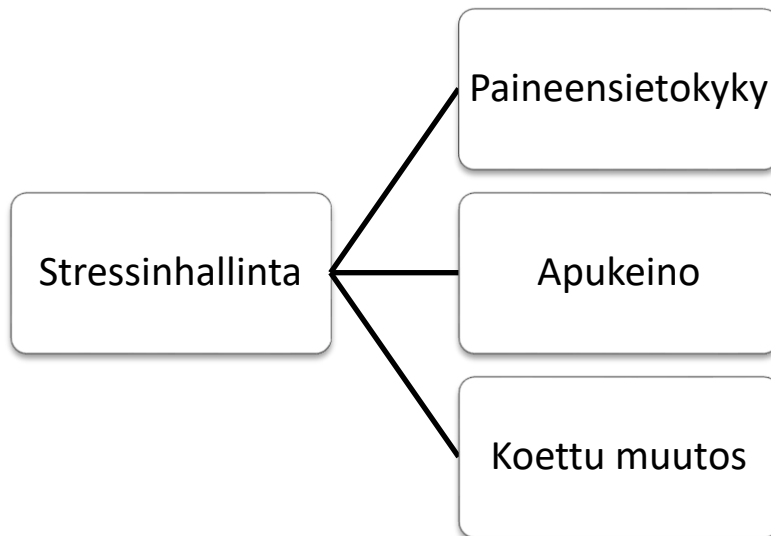 Paineensietokyky
Stressinhallinta
Apukeino
Koettu muutos